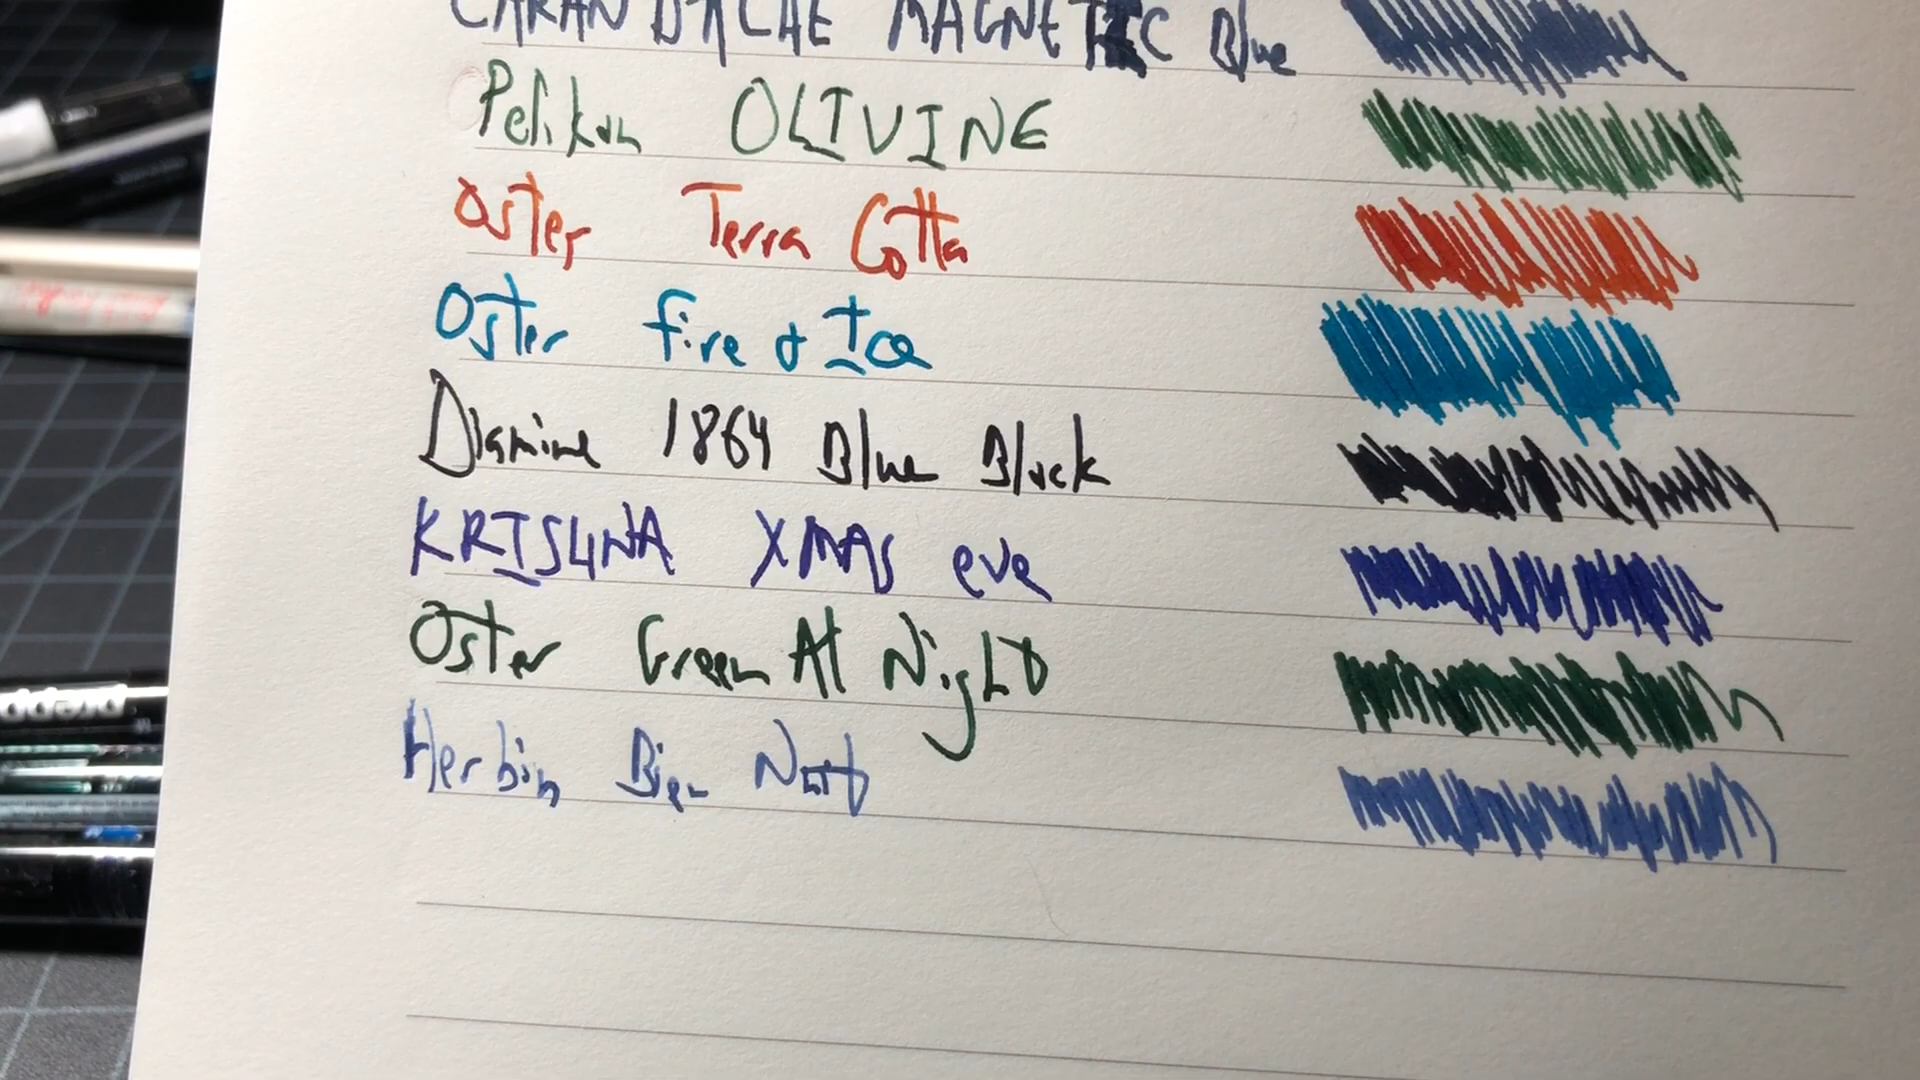 CARAN DACHE MAGNETIC Blue
Pelikan OLIVINE
Oster Terra Cotta
Oster fire & Ice
Diamine 1864 Blue Black
KRISHNA XMAS eve
Oster Green At Night
Herbin Bleu Nuit